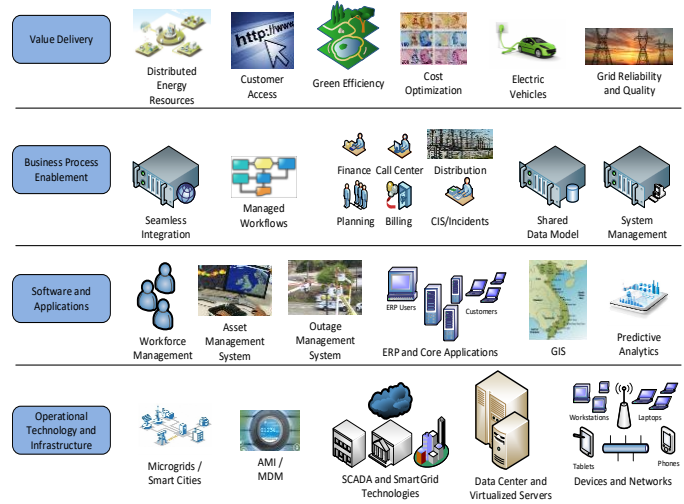 Value Delivery
http://www
Distributed
Energy
Resources
Customer
Access
Green Efficiency
Cost
Optimization
Electric
Vehicles
Grid Reliability
and Quality
Business Process
Enablement
Seamless
Integration
Managed
Workflows
Finance
Call Center
Distribution
Planning
Billing
CIS/Incidents
Shared
Data Model
System
Management
Software and
Applications
Workforce
Management
Asset
Management
System
Outage
Management
System
ERP Users
Customers
ERP and Core Applications
GIS
Predictive
Analytics
Operational
Technology and
Infrastructure
Microgrids /
Smart Cities
AMI /
MDM
SCADA and SmartGrid
Technologies
Data Center and
Virtualized Servers
Workstations
Laptops
Tablets
Phones
Devices and Networks